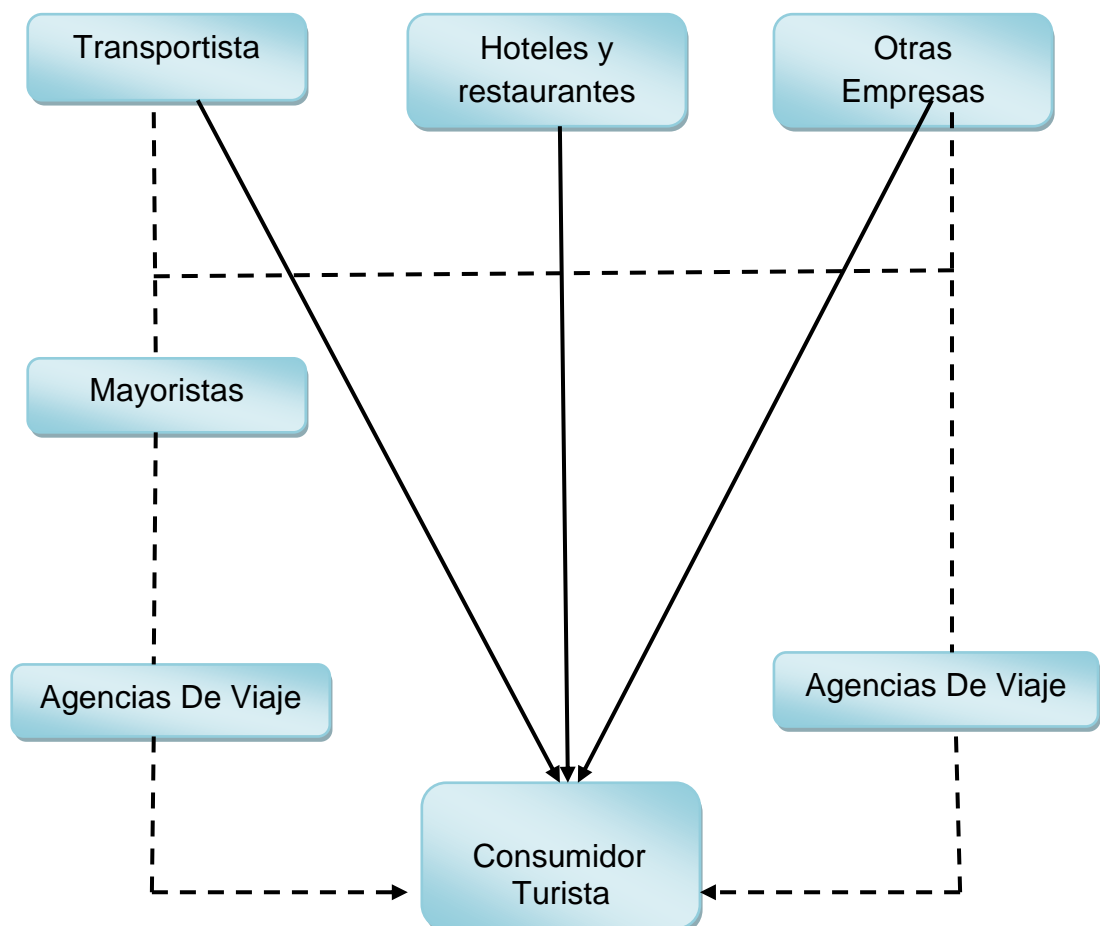 Transportista
Hoteles y
restaurantes
Otras
Empresas
Mayoristas
Agencias De Viaje
Agencias De Viaje
Consumidor
Turista